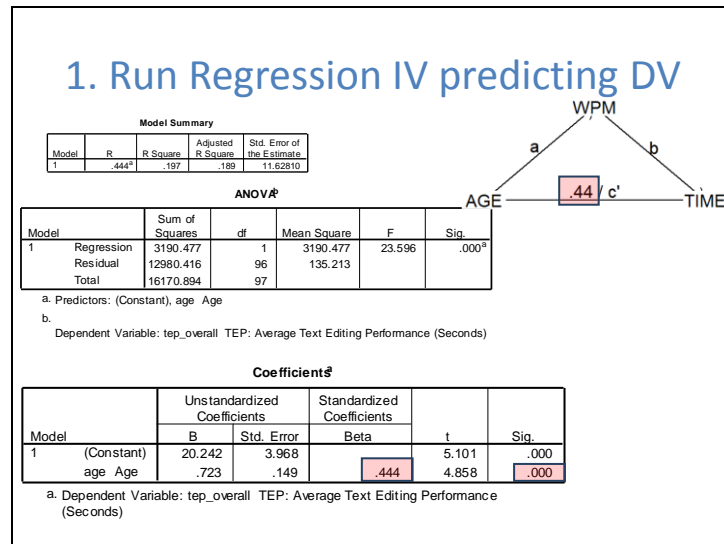 1. Run Regression IV predicting DV
WPM
a
b
AGE
.44 / c'
TIME
Model Summary
Model R R Square Adjusted R Square Std. Error of the Estimate
1 .444a .197 .189 11.62810
ANOVAb
Model Sum of Squares df Mean Square F Sig.
1 Regression 3190.477 1 3190.477 23.596 .000a
Residual 12980.416 96 135.213
Total 16170.894 97
a. Predictors: (Constant), age Age
b.
Dependent Variable: tep_overall TEP: Average Text Editing Performance (Seconds)
Coefficientsa
Unstandardized Coefficients Standardized Coefficients
Model B Std. Error Beta t Sig.
1 (Constant) 20.242 3.968 5.101 .000
age Age .723 .149 .444 4.858 .000
a. Dependent Variable: tep_overall TEP: Average Text Editing Performance
(Seconds)